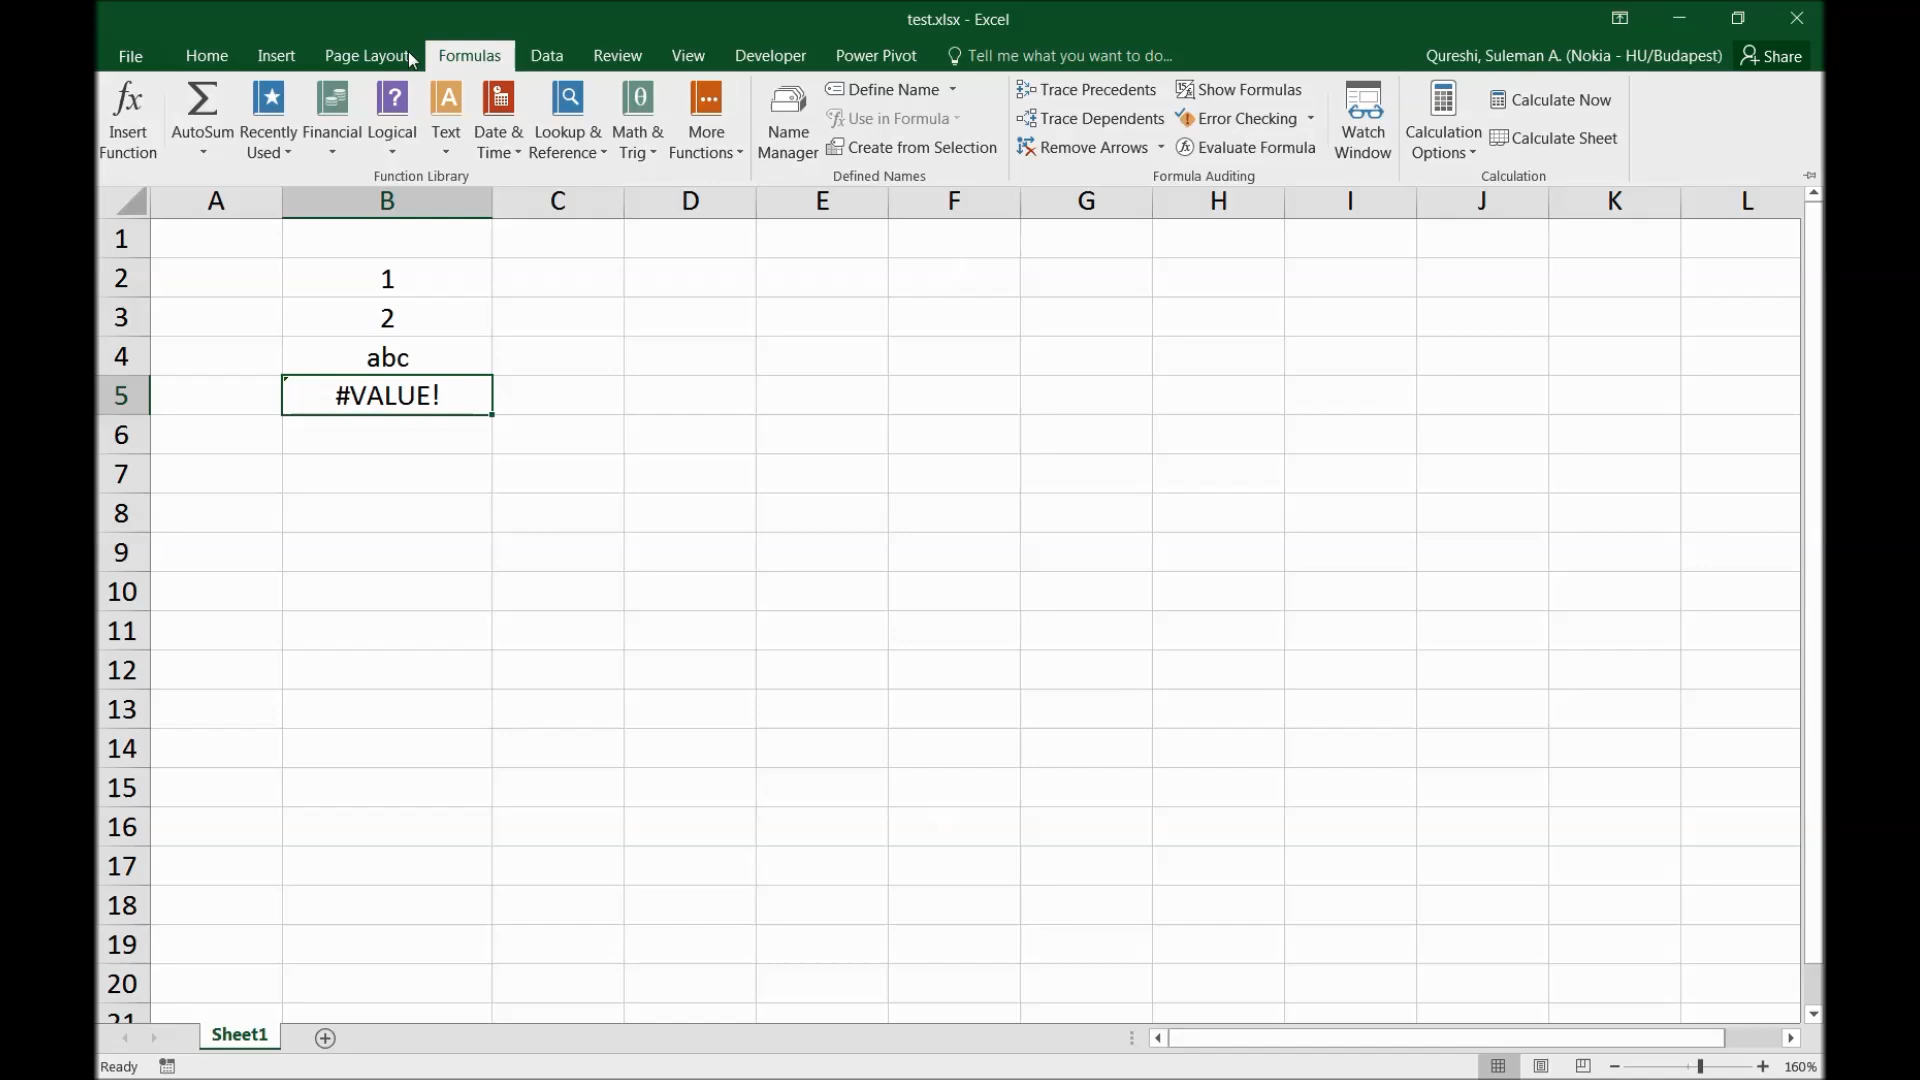 test.xlsx - Excel
File Home Insert Page Layout Formulas Data Review View Developer Power Pivot Tell me what you want to do... Qureshi, Suleman A. (Nokia - HU/Budapest) Share
fx Σ ? A θ
Insert Function
AutoSum
Recently Used
Financial
Logical
Text
Date & Time
Lookup & Reference
Math & Trig
More Functions
Function Library
Name Manager
Define Name
Use in Formula
Create from Selection
Defined Names
Trace Precedents
Trace Dependents
Remove Arrows
Show Formulas
Error Checking
Evaluate Formula
Formula Auditing
Watch Window
Calculation Options
Calculate Now
Calculate Sheet
Calculation
A B C D E F G H I J K L
1
2 1
3 2
4 abc
5 #VALUE!
6
7
8
9
10
11
12
13
14
15
16
17
18
19
20
21
Sheet1
Ready 160%